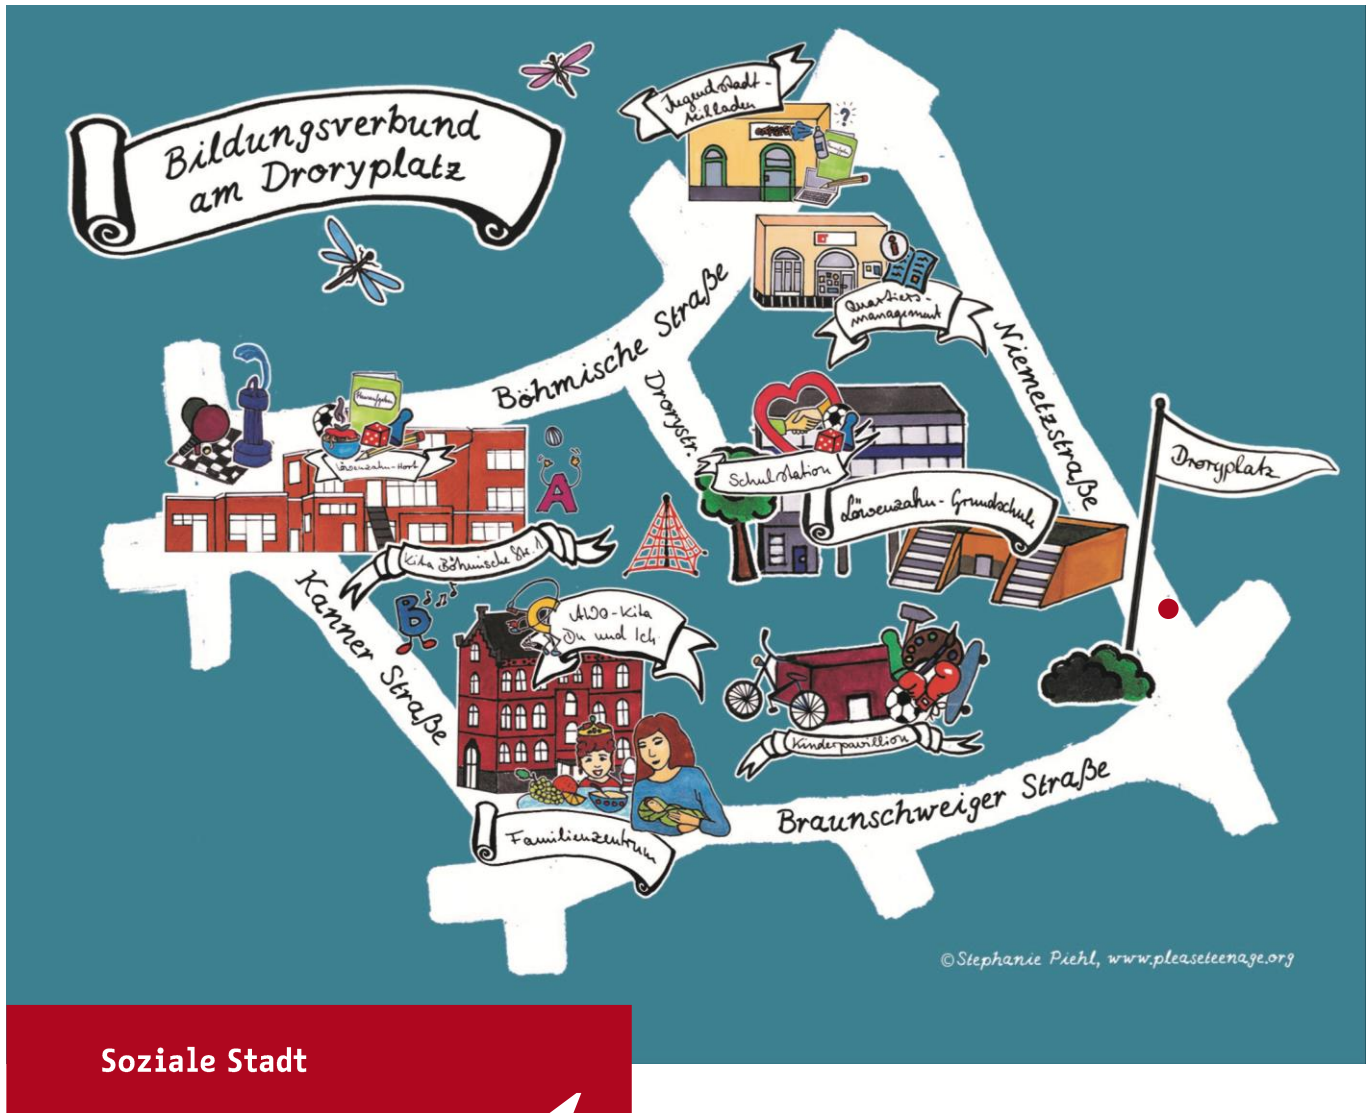 Bildungsverbund
am Droryplatz
Jugendstadt-
teilladen
?
i
Quartiers-
management
Böhmische Straße
Niemetzstraße
Drorystr.
Droryplatz
Hausaufgaben
Löwenzahn-Hort
Schulstation
Löwenzahn-Grundschule
A
Kita Böhmische Str. 1
Kanner Straße
B
AWO-Kita
Du und Ich
Kinderpavillion
Braunschweiger Straße
Familienzentrum
©Stephanie Piehl, www.pleaseteenage.org
Soziale Stadt